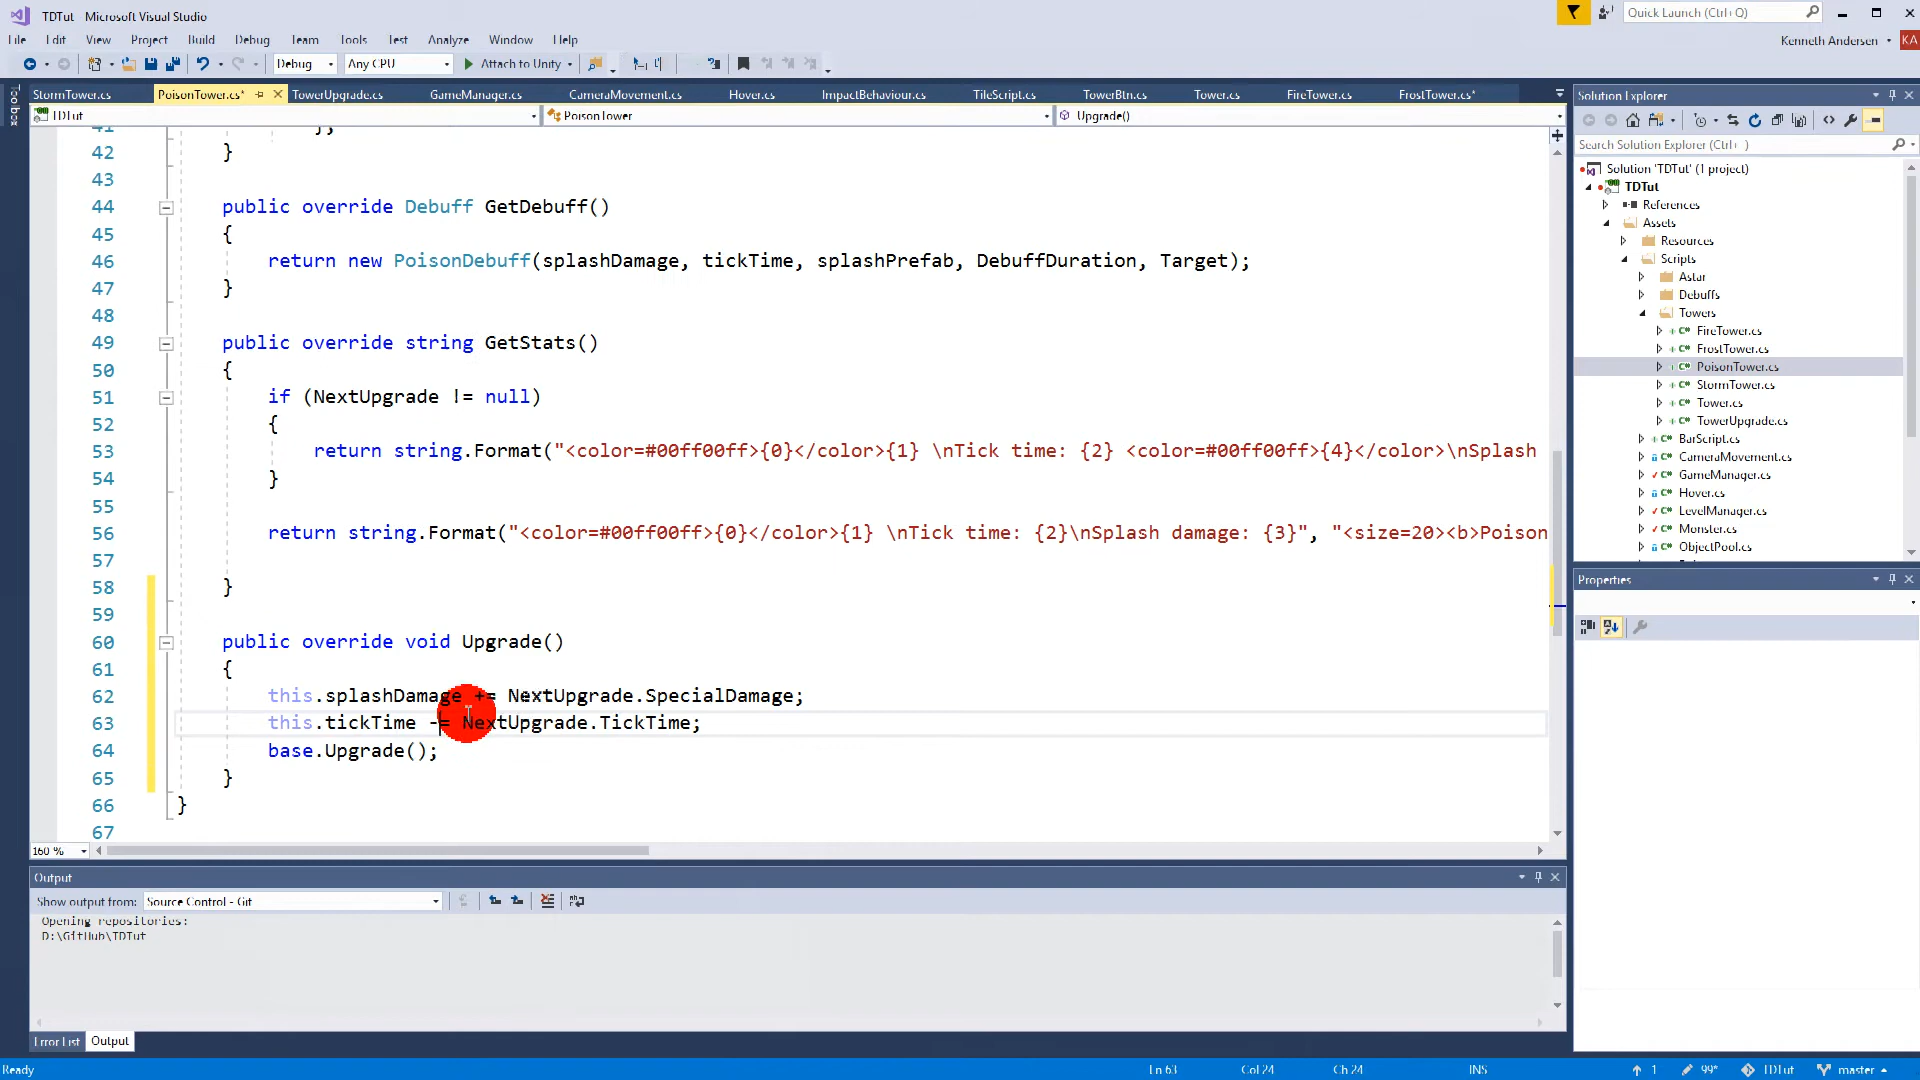 TDTut - Microsoft Visual Studio
Quick Launch (Ctrl+Q)
File Edit View Project Build Debug Team Tools Test Analyze Window Help
Kenneth Andersen KA
Debug Any CPU Attach to Unity
Toolbox
StormTower.cs PoisonTower.cs* TowerUpgrade.cs GameManager.cs CameraMovement.cs Hover.cs ImpactBehaviour.cs TileScript.cs TowerBtn.cs Tower.cs FireTower.cs FrostTower.cs*
TDTut PoisonTower Upgrade()
41 };
42 }
43
44 public override Debuff GetDebuff()
45 {
46 return new PoisonDebuff(splashDamage, tickTime, splashPrefab, DebuffDuration, Target);
47 }
48
49 public override string GetStats()
50 {
51 if (NextUpgrade != null)
52 {
53 return string.Format("<color=#00ff00ff>{0}</color>{1} \nTick time: {2} <color=#00ff00ff>{4}</color>\nSplash
54 }
55
56 return string.Format("<color=#00ff00ff>{0}</color>{1} \nTick time: {2}\nSplash damage: {3}", "<size=20><b>Poison
57
58 }
59
60 public override void Upgrade()
61 {
62 this.splashDamage += NextUpgrade.SpecialDamage;
63 this.tickTime -= NextUpgrade.TickTime;
64 base.Upgrade();
65 }
66 }
67
160 %
Output
Show output from: Source Control - Git
Opening repositories:
D:\GitHub\TDTut
Error List Output
Solution Explorer
Search Solution Explorer (Ctrl+ )
Solution 'TDTut' (1 project)
TDTut
References
Assets
Resources
Scripts
Astar
Debuffs
Towers
FireTower.cs
FrostTower.cs
PoisonTower.cs
StormTower.cs
Tower.cs
TowerUpgrade.cs
BarScript.cs
CameraMovement.cs
GameManager.cs
Hover.cs
LevelManager.cs
Monster.cs
ObjectPool.cs
Properties
Ready Ln 63 Col 24 Ch 24 INS 1 99* TDTut master